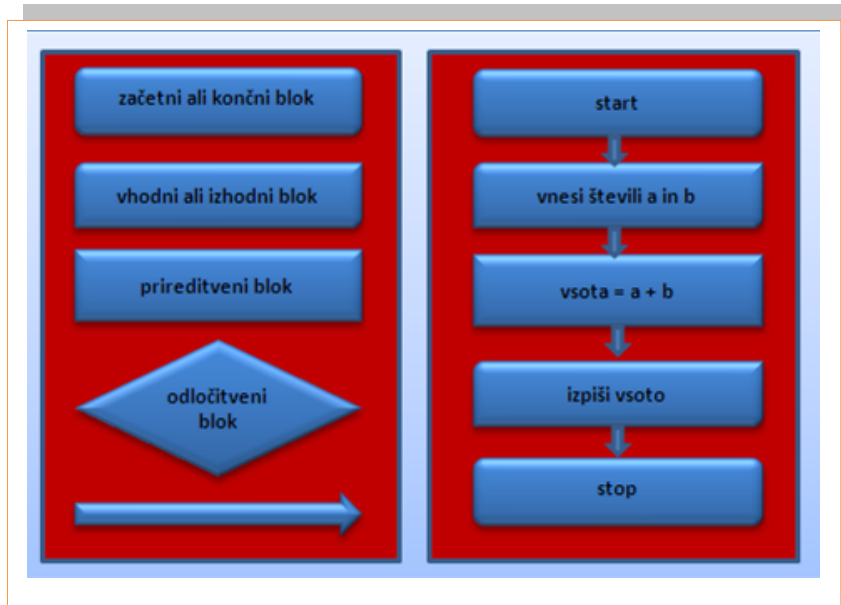 začetni ali končni blok
vhodni ali izhodni blok
prireditveni blok
odločitveni
blok
start
vnesi števili a in b
vsota = a + b
izpiši vsoto
stop